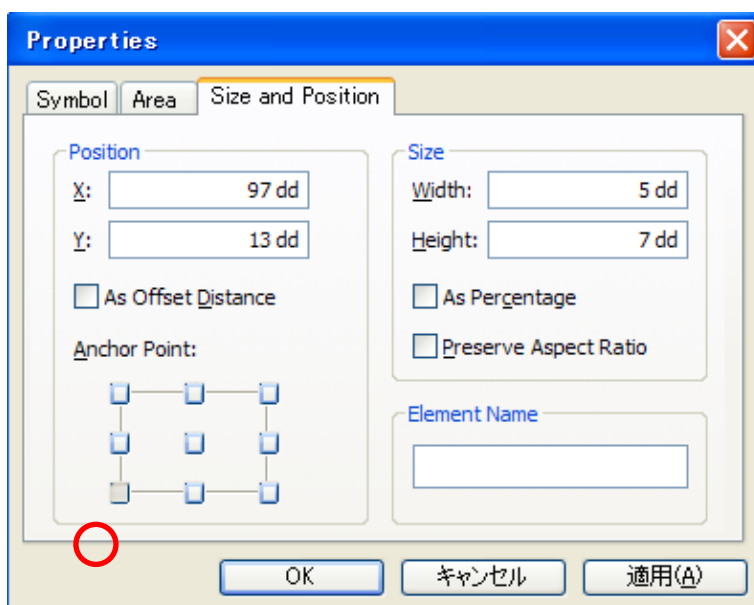 Properties
Symbol Area Size and Position
Position
X: 97 dd
Y: 13 dd
As Offset Distance
Anchor Point:
Size
Width: 5 dd
Height: 7 dd
As Percentage
Preserve Aspect Ratio
Element Name
OK キャンセル 適用(A)